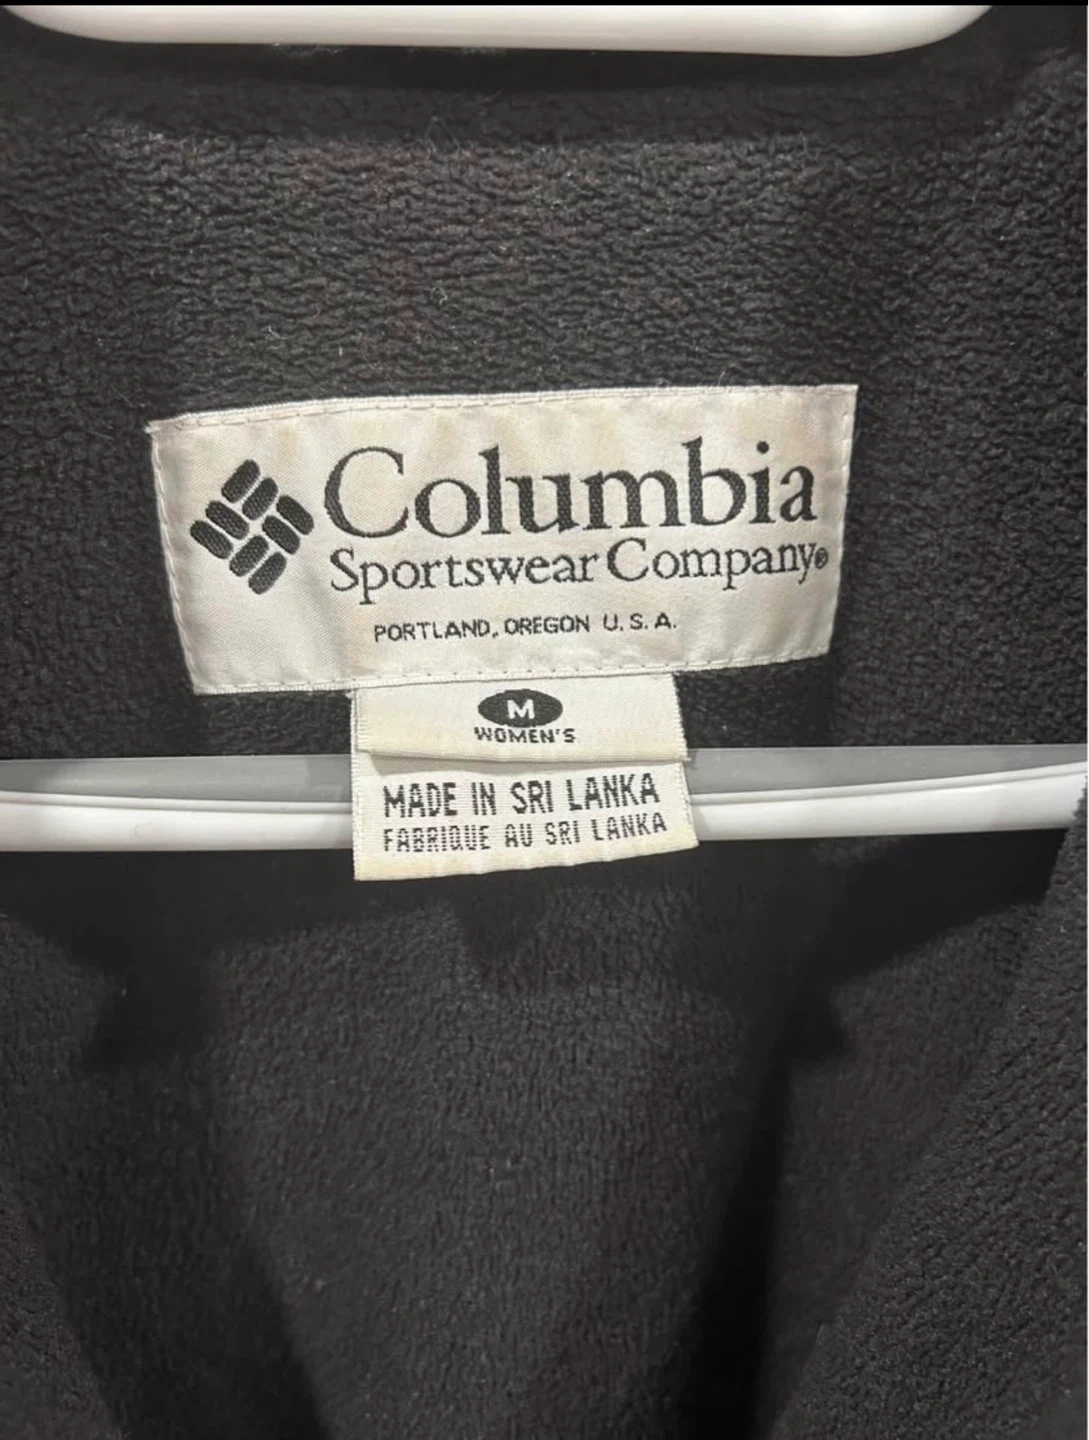 Columbia
Sportswear Company®
PORTLAND, OREGON U.S.A.
M
WOMEN'S
MADE IN SRI LANKA
FABRIQUE AU SRI LANKA